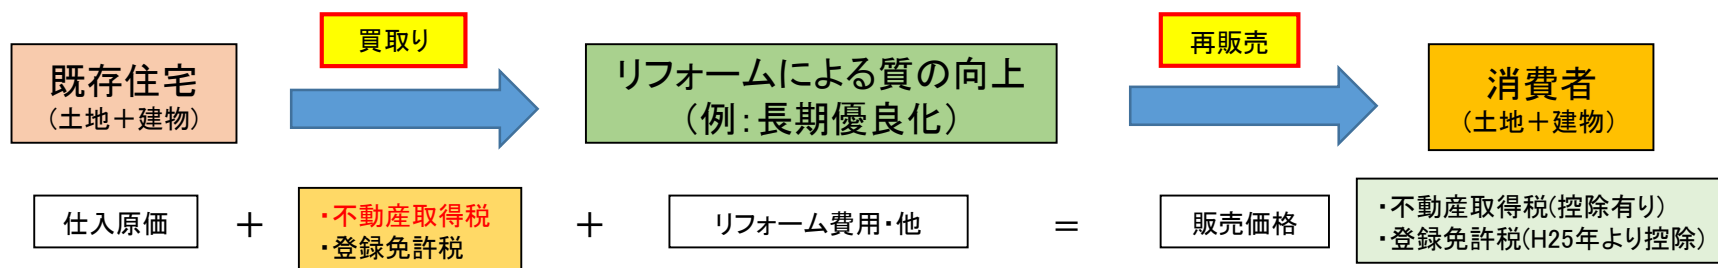 買取り
再販売
既存住宅
(土地＋建物)
リフォームによる質の向上
(例：長期優良化)
消費者
(土地＋建物)
仕入原価
＋
・不動産取得税
・登録免許税
＋
リフォーム費用・他
＝
販売価格
・不動産取得税(控除有り)
・登録免許税(H25年より控除)